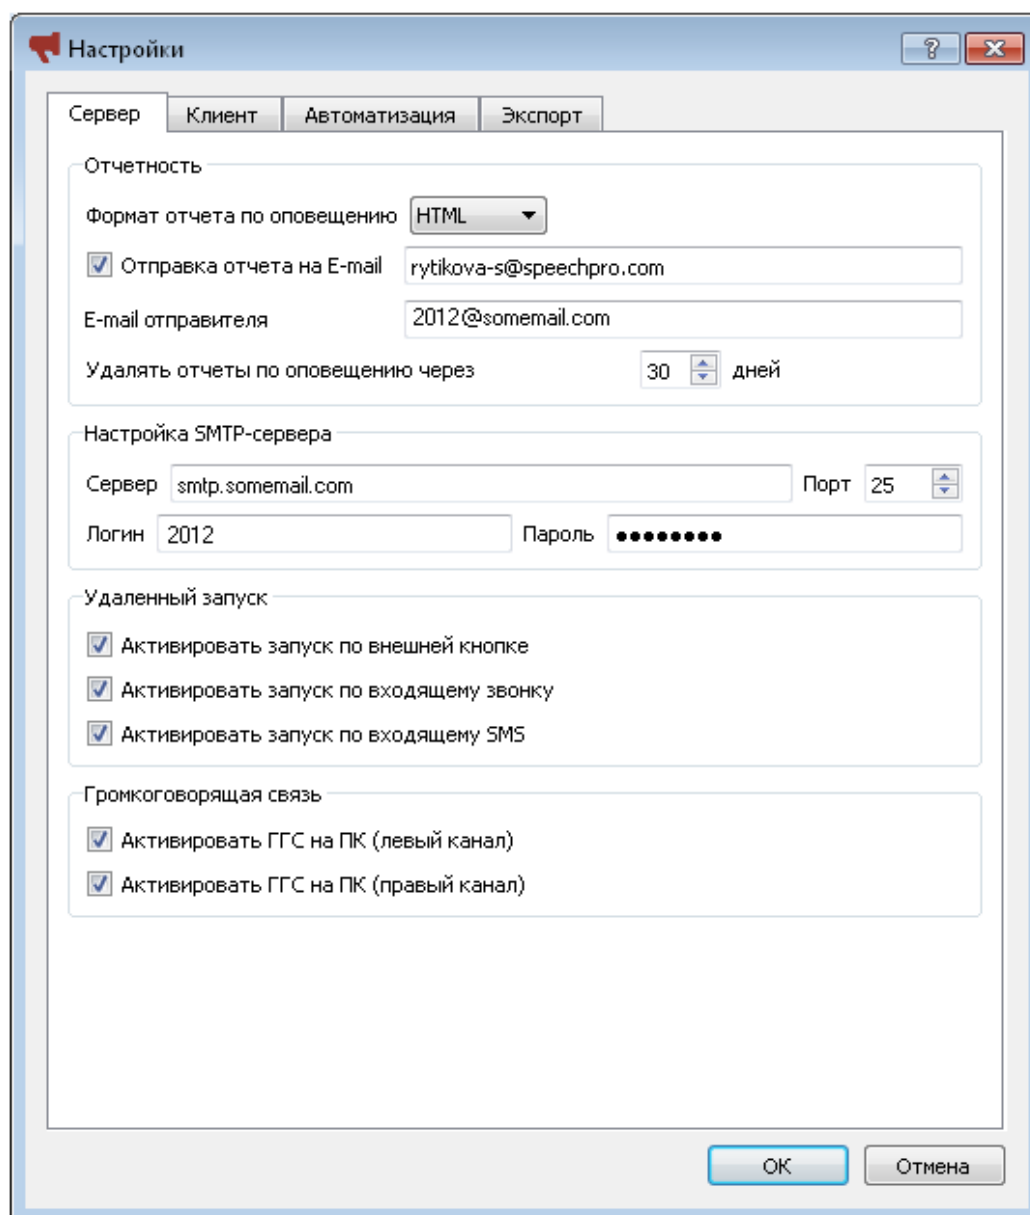 Настройки
Сервер Клиент Автоматизация Экспорт
Отчетность
Формат отчета по оповещению HTML
Отправка отчета на E-mail rytikova-s@speechpro.com
E-mail отправителя 2012@somemail.com
Удалять отчеты по оповещению через 30 дней
Настройка SMTP-сервера
Сервер smtp.somemail.com Порт 25
Логин 2012 Пароль ●●●●●●●●
Удаленный запуск
Активировать запуск по внешней кнопке
Активировать запуск по входящему звонку
Активировать запуск по входящему SMS
Громкоговорящая связь
Активировать ГГС на ПК (левый канал)
Активировать ГГС на ПК (правый канал)
OK Отмена